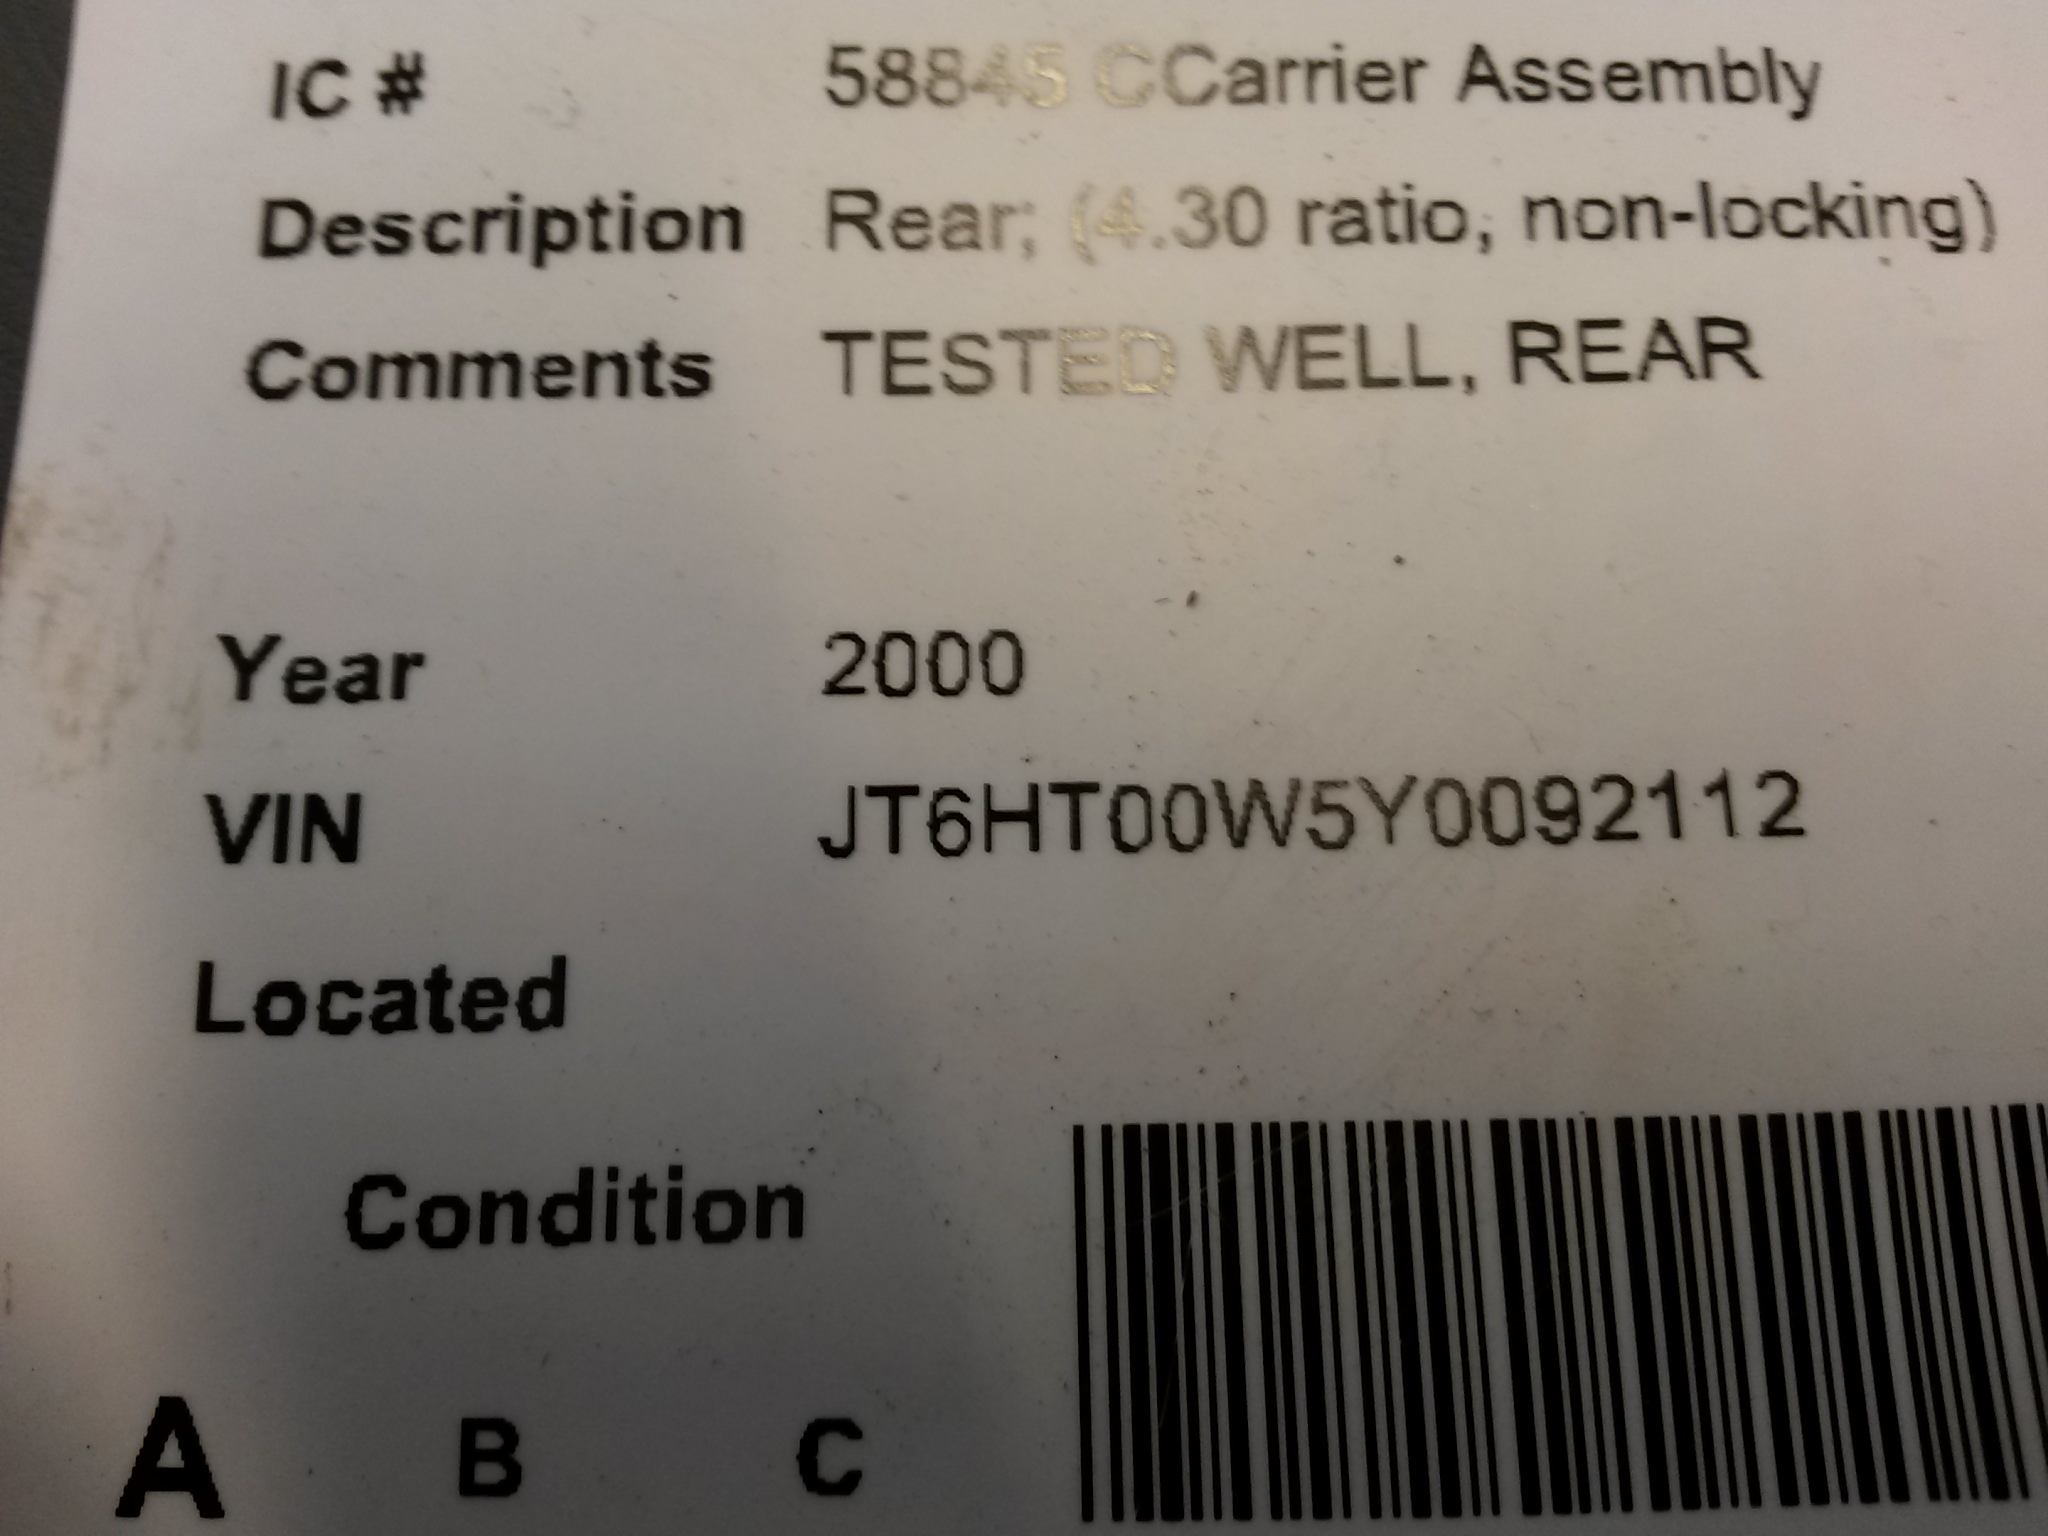 IC # 58845 CCarrier Assembly
Description Rear; (4.30 ratio, non-locking)
Comments TESTED WELL, REAR
Year 2000
VIN JT6HT00W5Y0092112
Located
Condition
A B C